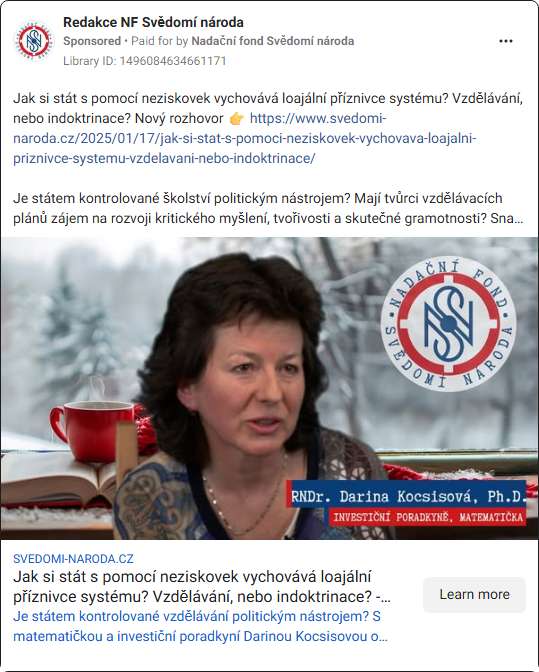 Redakce NF Svědomí národa
Sponsored • Paid for by Nadační fond Svědomí národa
Library ID: 1496084634661171
Jak si stát s pomocí neziskovek vychovává loajální příznivce systému? Vzdělávání,
nebo indoktrinace? Nový rozhovor 👉 https://www.svedomi-
naroda.cz/2025/01/17/jak-si-stat-s-pomoci-neziskovek-vychovava-loajalni-
priznivce-systemu-vzdelavani-nebo-indoktrinace/
Je státem kontrolované školství politickým nástrojem? Mají tvůrci vzdělávacích
plánů zájem na rozvoji kritického myšlení, tvořivosti a skutečné gramotnosti? Sna...
NADAČNÍ FOND
SVĚDOMÍ NÁRODA
RNDr. Darina Kocsisová, Ph.D.
INVESTIČNÍ PORADKYNĚ, MATEMATIČKA
SVEDOMI-NARODA.CZ
Jak si stát s pomocí neziskovek vychovává loajální
příznivce systému? Vzdělávání, nebo indoktrinace? -...
Je státem kontrolované vzdělávání politickým nástrojem? S
matematičkou a investiční poradkyní Darinou Kocsisovou o...
Learn more